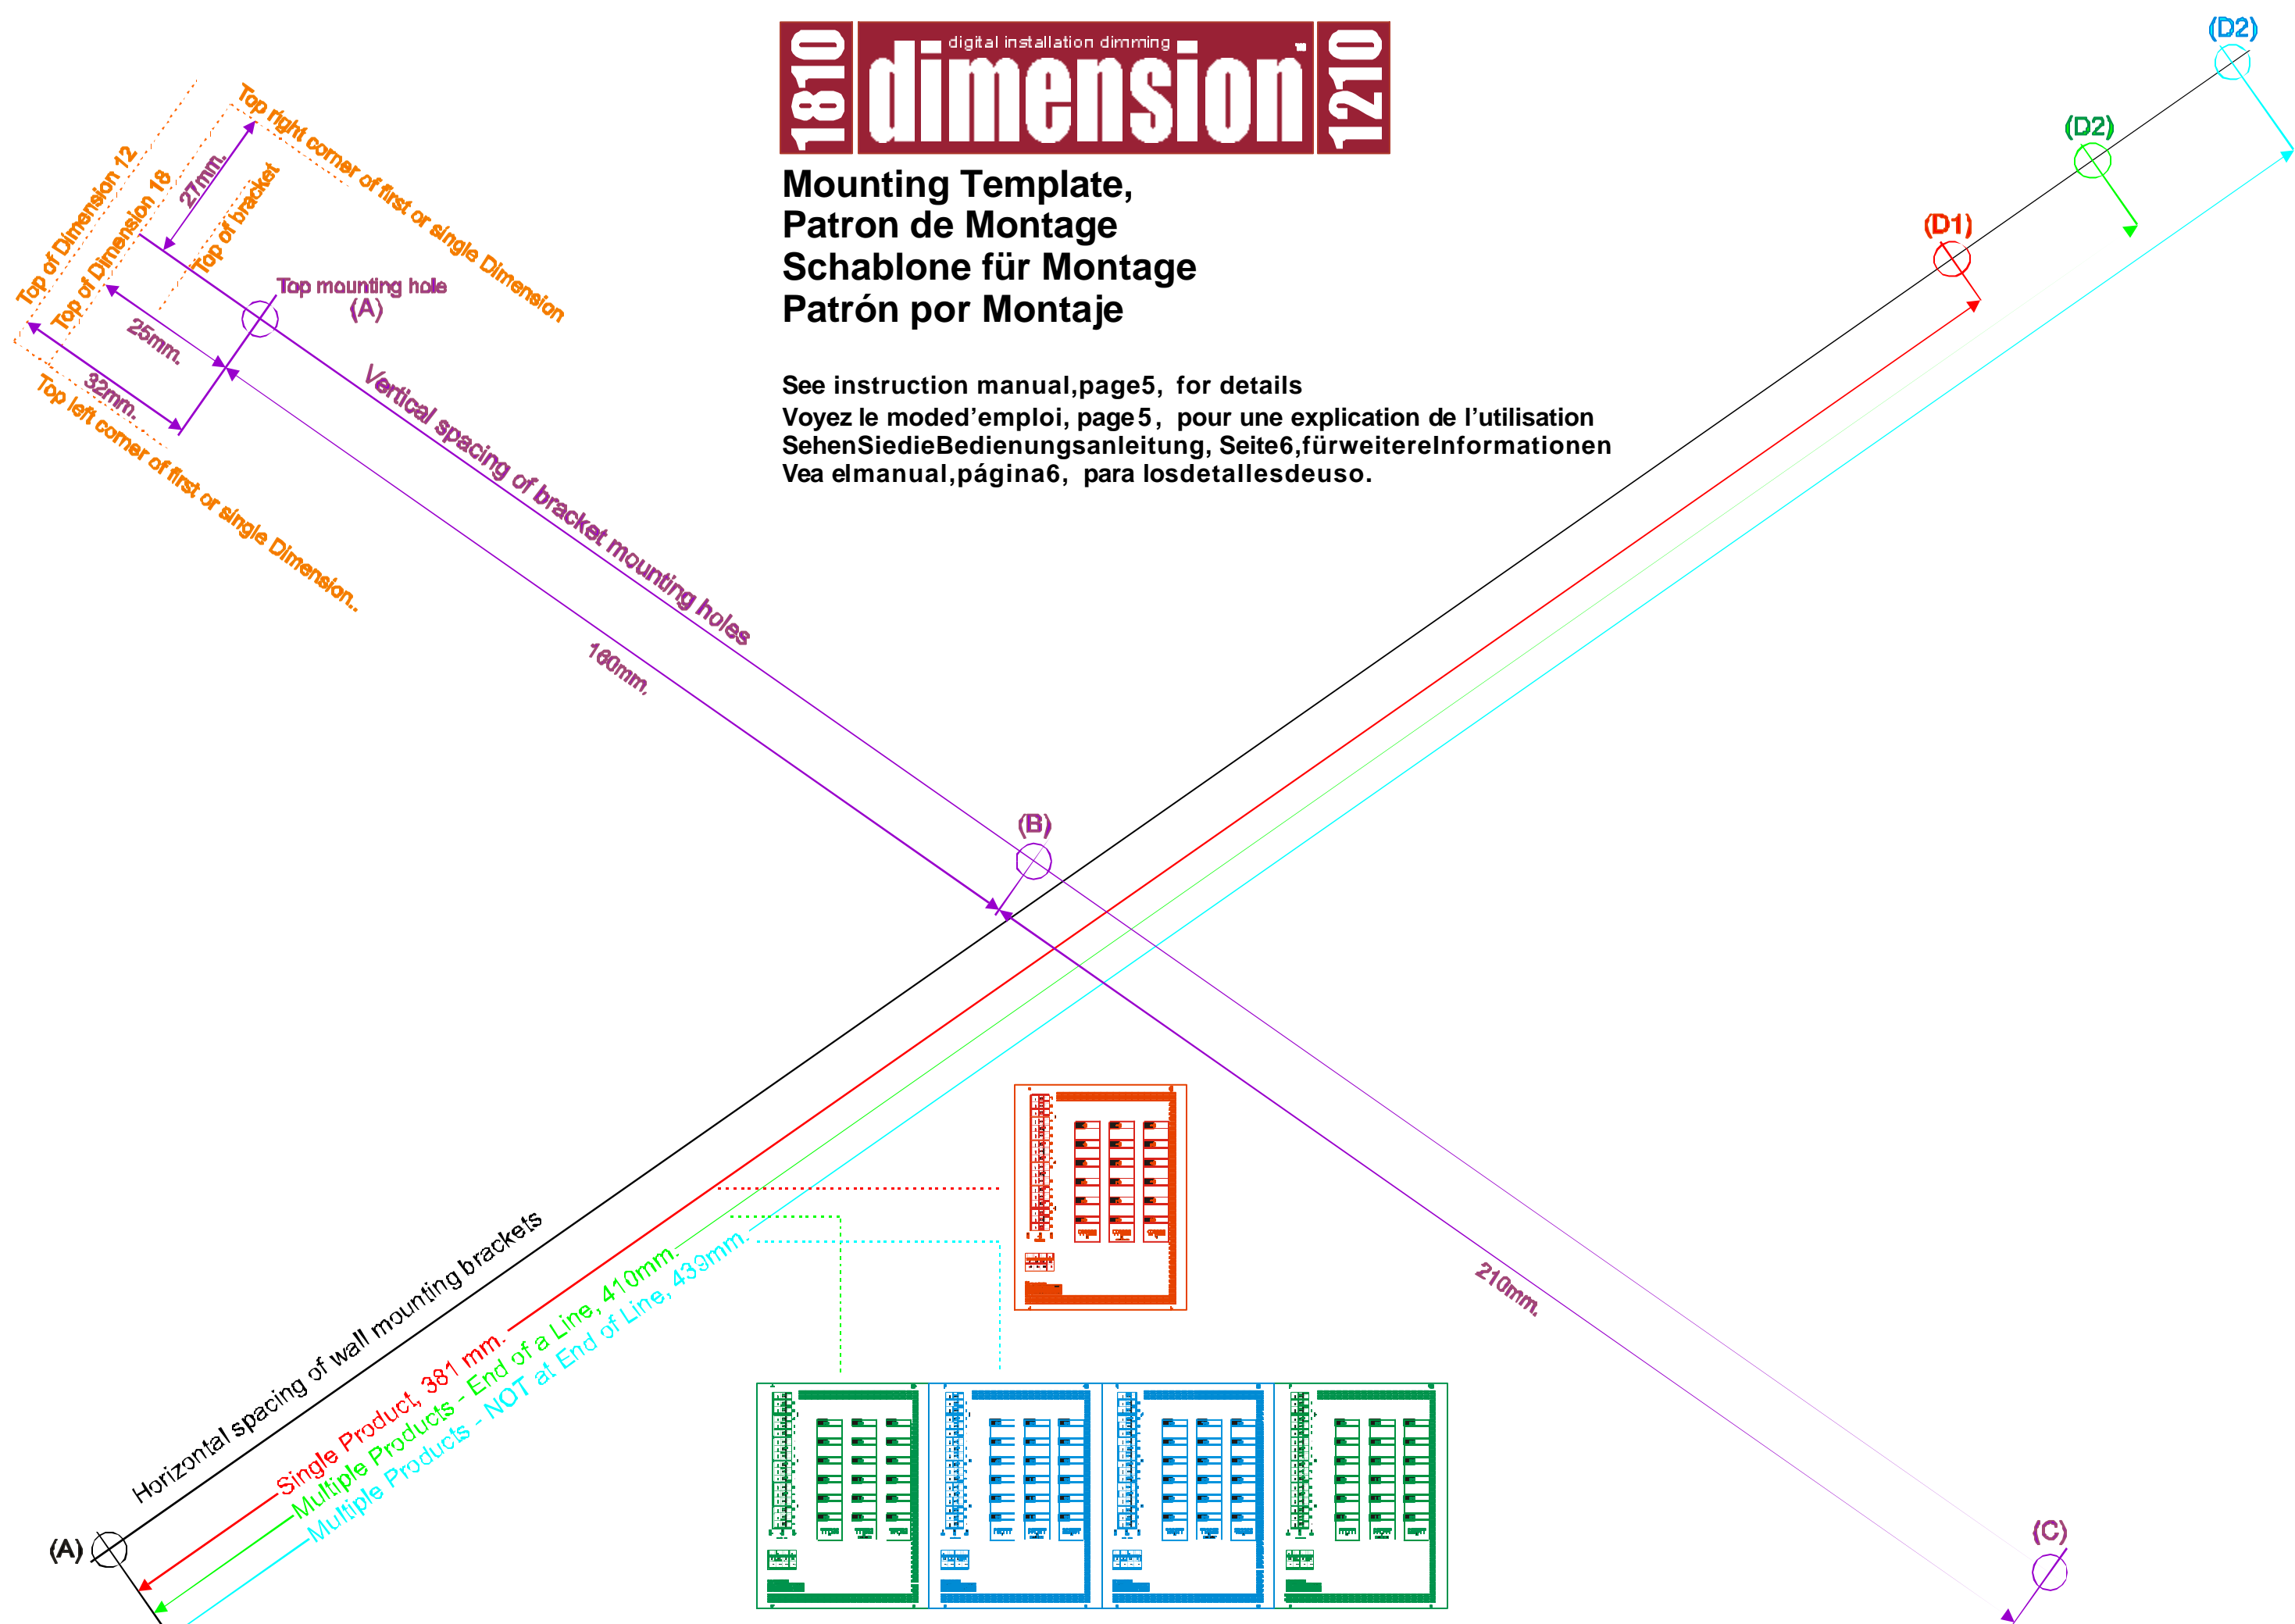 1810
digital installation dimming
dimension
1210
Mounting Template,
Patron de Montage
Schablone für Montage
Patrón por Montaje
See instruction manual,page5, for details
Voyez le moded’emploi, page5, pour une explication de l’utilisation
SehenSiedieBedienungsanleitung, Seite6,fürweitereInformationen
Vea elmanual,página6, para losdetallesdeuso.
Top of Dimension 12
Top of Dimension 18
27mm.
Top right corner of first or single Dimension
Top of bracket
Top mounting hole
(A)
25mm.
32mm.
Top left corner of first or single Dimension..
Vertical spacing of bracket mounting holes
160mm.
(B)
210mm.
(C)
(D2)
(D2)
(D1)
Horizontal spacing of wall mounting brackets
Single Product, 381 mm.
Multiple Products - End of a Line, 410mm.
Multiple Products - NOT at End of Line, 439mm.
(A)